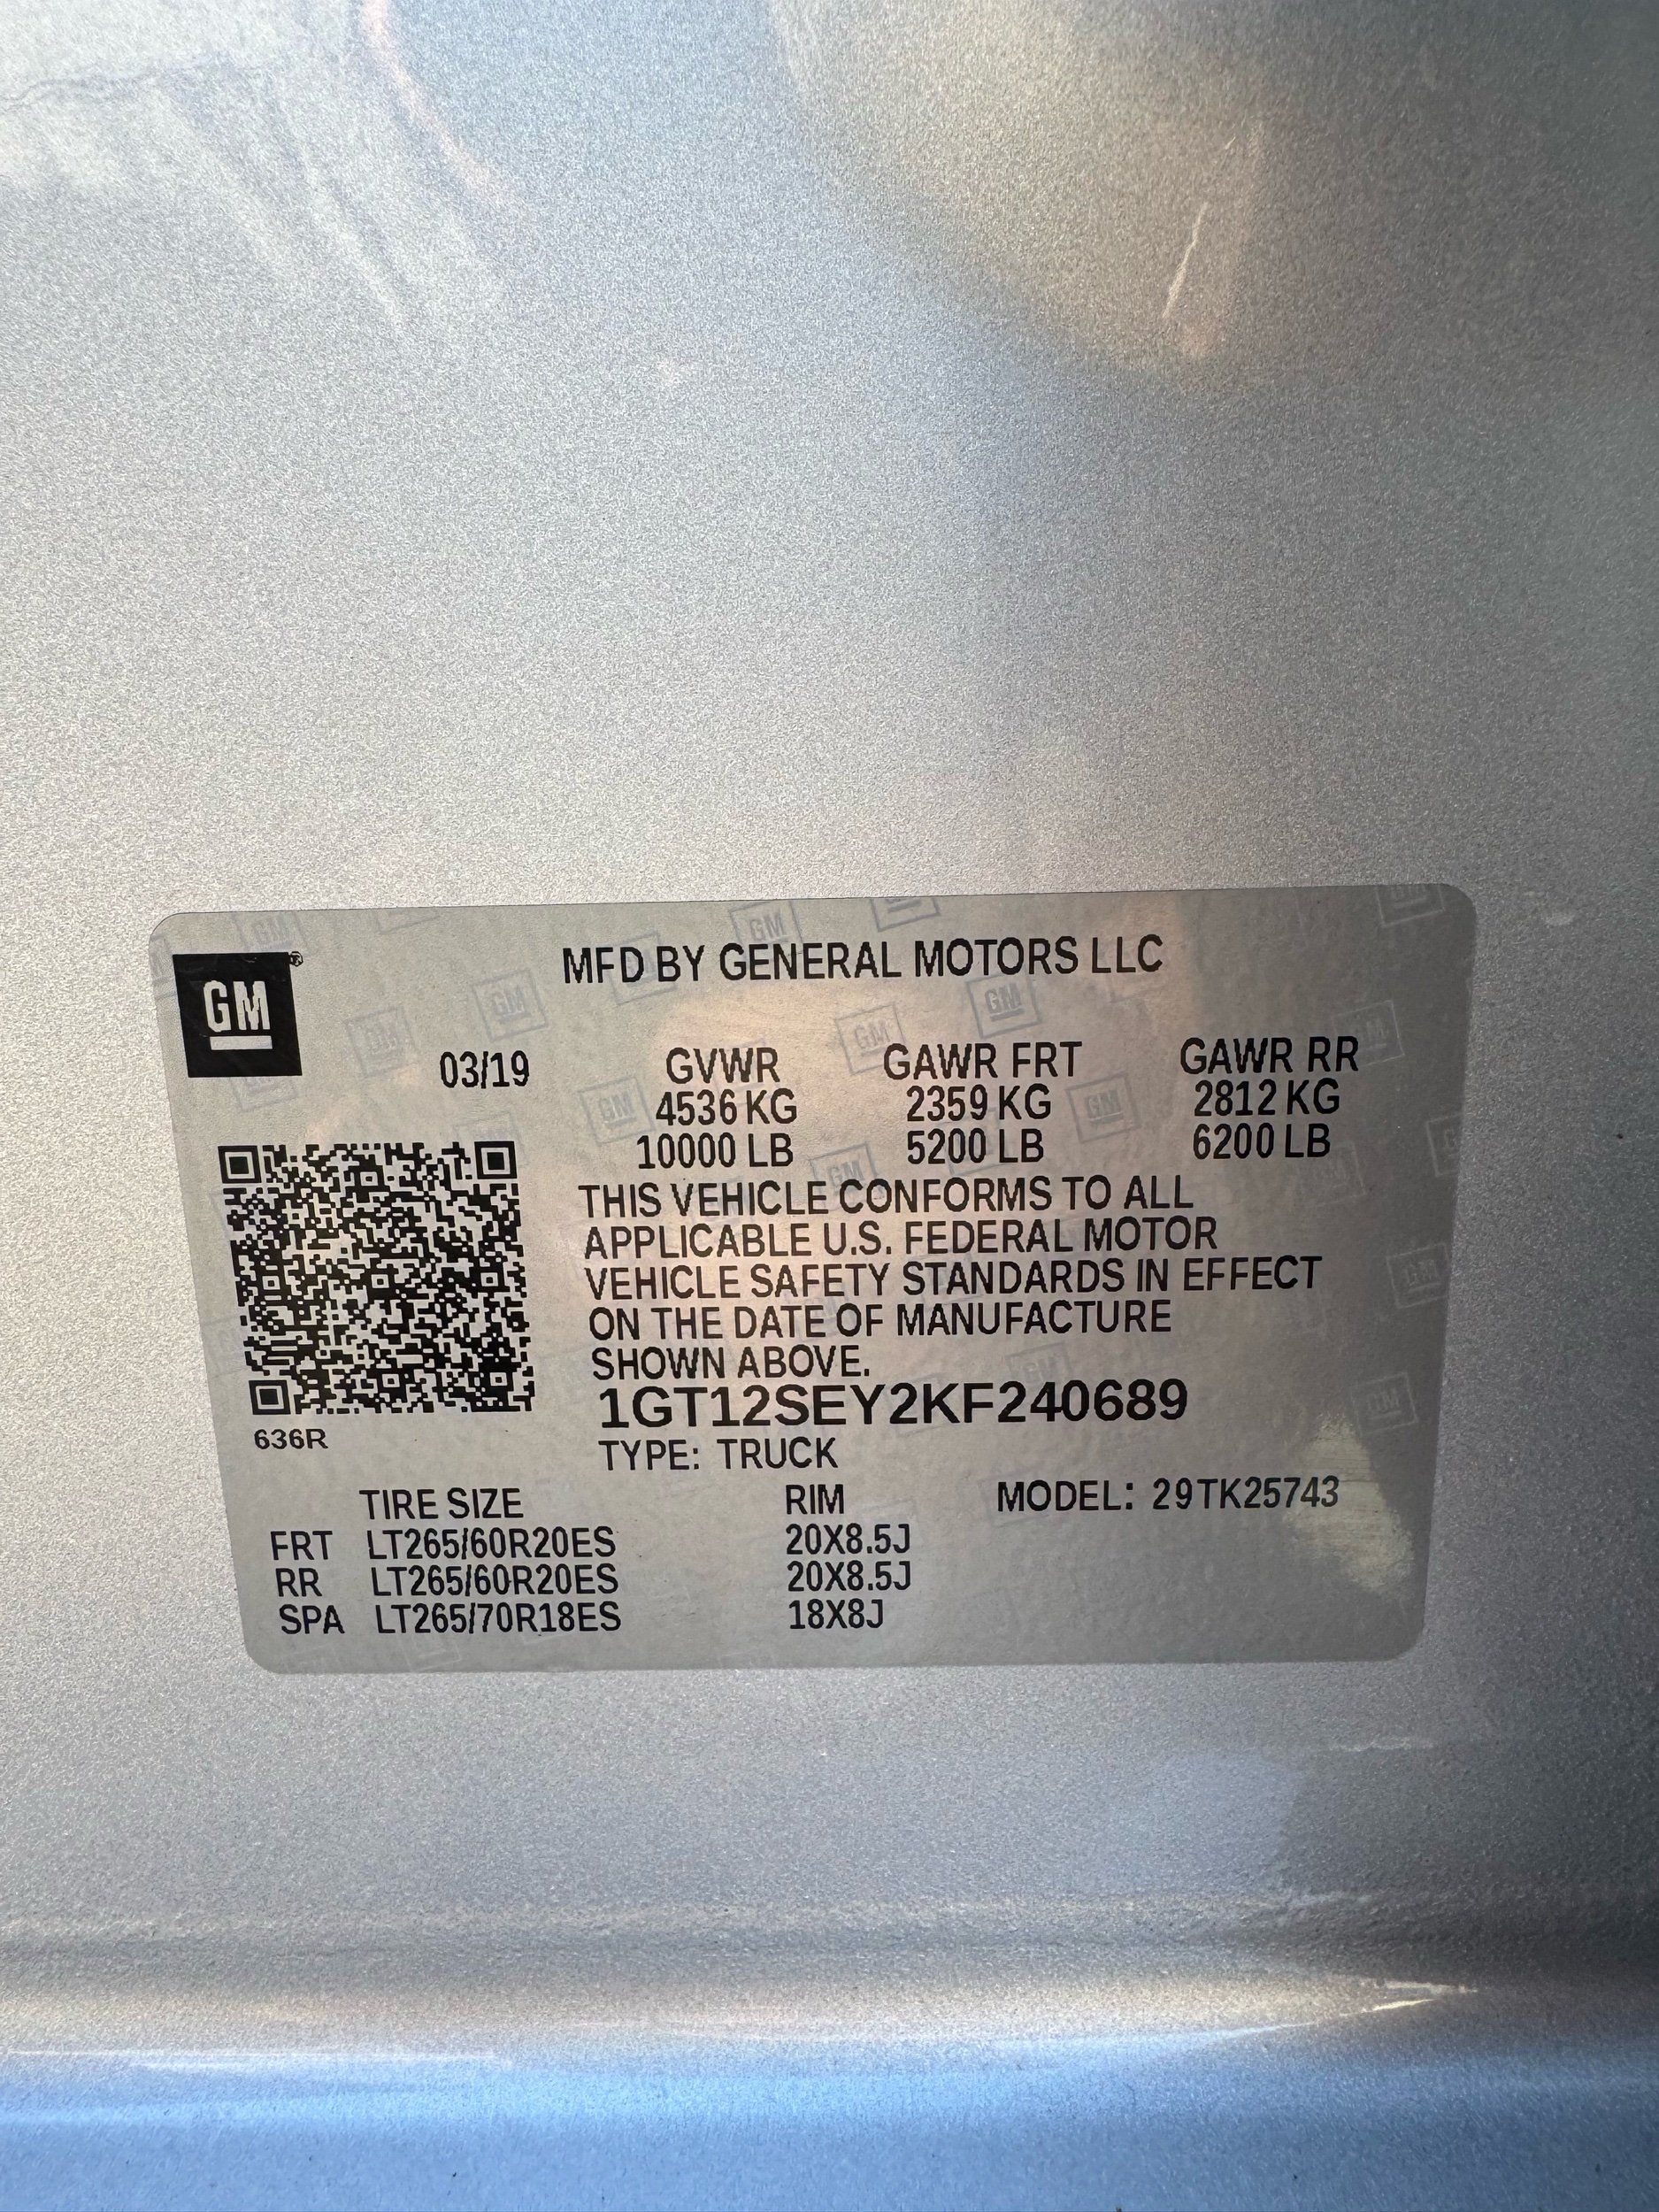 MFD BY GENERAL MOTORS LLC
GM®
03/19 GVWR GAWR FRT GAWR RR
4536 KG 2359 KG 2812 KG
10000 LB 5200 LB 6200 LB
THIS VEHICLE CONFORMS TO ALL
APPLICABLE U.S. FEDERAL MOTOR
VEHICLE SAFETY STANDARDS IN EFFECT
ON THE DATE OF MANUFACTURE
SHOWN ABOVE.
1GT12SEY2KF240689
636R
TYPE: TRUCK
TIRE SIZE RIM MODEL: 29TK25743
FRT LT265/60R20ES 20X8.5J
RR LT265/60R20ES 20X8.5J
SPA LT265/70R18ES 18X8J